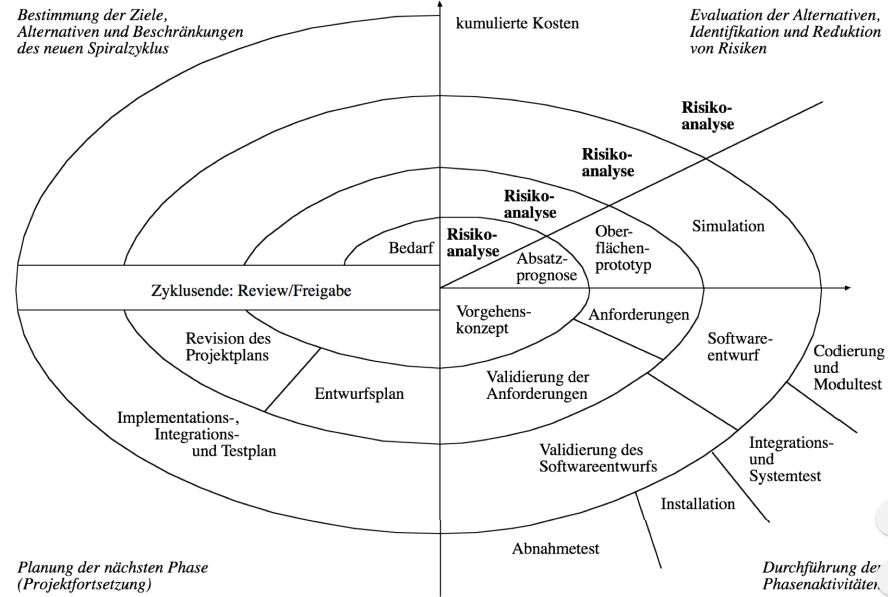 Bestimmung der Ziele,
Alternativen und Beschränkungen
des neuen Spiralzyklus
kumulierte Kosten
Evaluation der Alternativen,
Identifikation und Reduktion
von Risiken
Risiko-
analyse
Risiko-
analyse
Risiko-
analyse
Risiko-
analyse
Bedarf
Absatz-
prognose
Ober-
flächen-
prototyp
Simulation
Zyklusende: Review/Freigabe
Vorgehens-
konzept
Anforderungen
Software-
entwurf
Codierung
und
Modultest
Revision des
Projektplans
Entwurfsplan
Validierung der
Anforderungen
Implementations-,
Integrations-
und Testplan
Validierung des
Softwareentwurfs
Integrations-
und
Systemtest
Installation
Abnahmetest
Planung der nächsten Phase
(Projektfortsetzung)
Durchführung der
Phasenaktivitäten